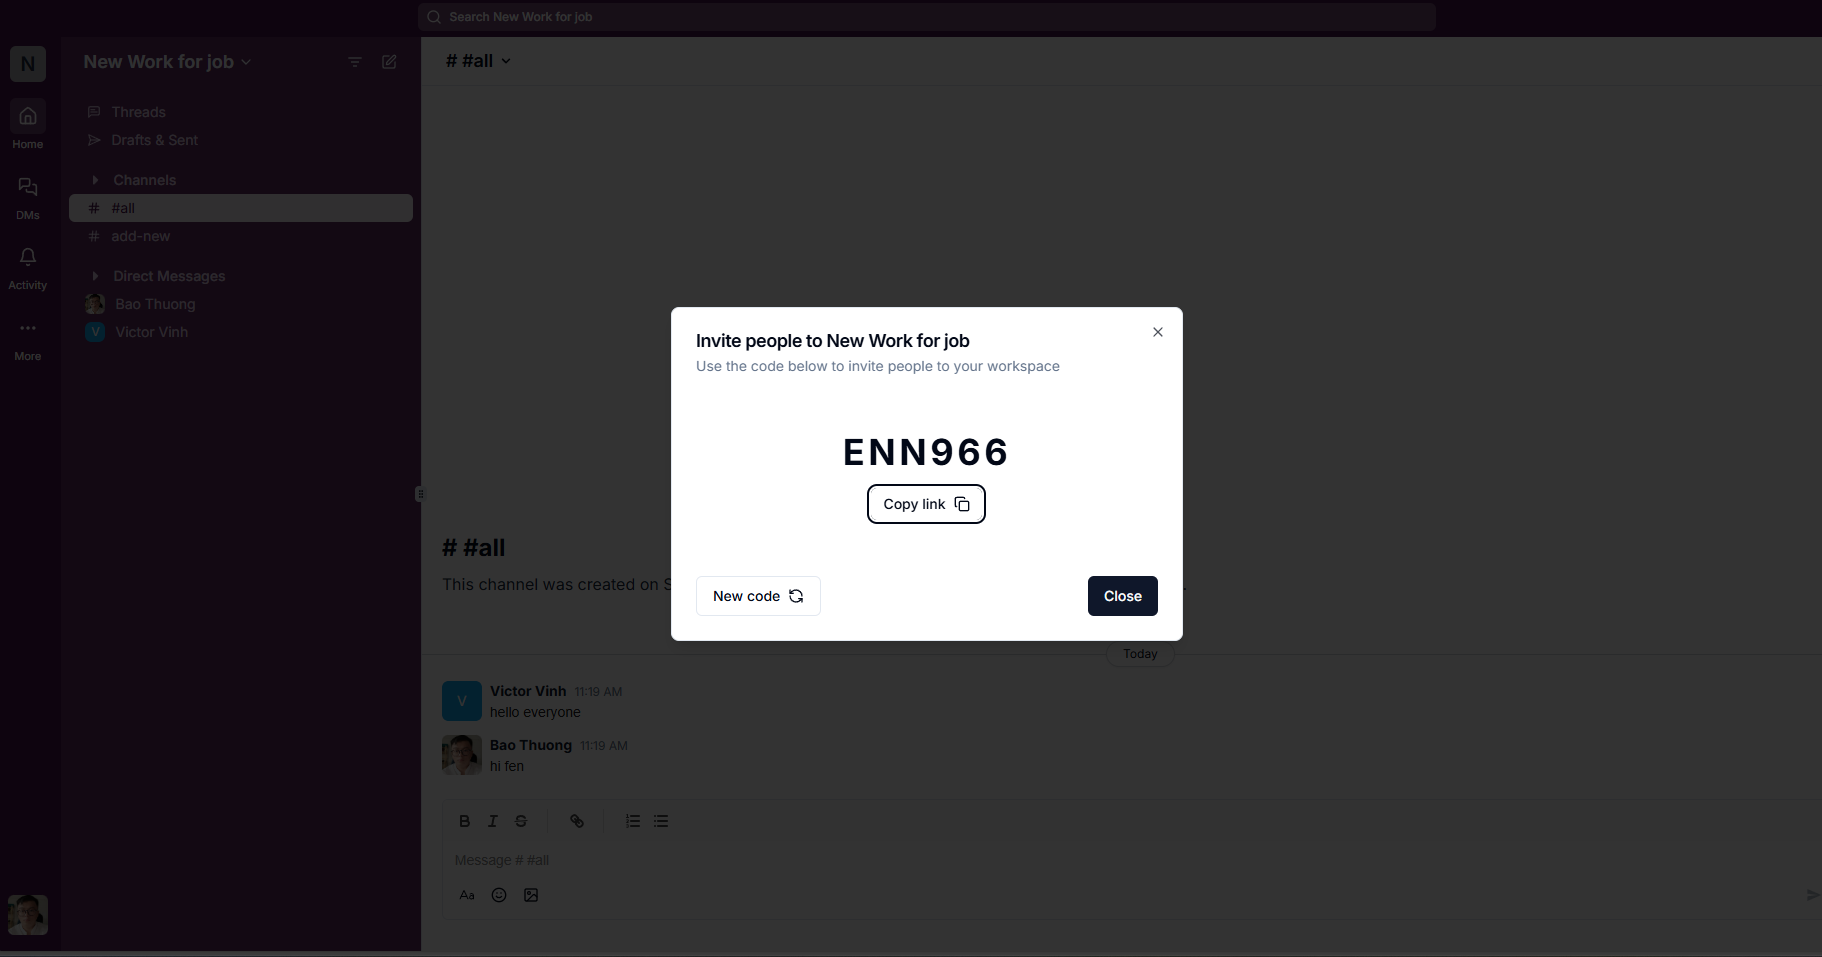 Search New Work for job
N
New Work for job
Home
DMs
Activity
More
Threads
Drafts & Sent
Channels
# #all
# add-new
Direct Messages
Bao Thuong
V Victor Vinh
# #all
Invite people to New Work for job
Use the code below to invite people to your workspace
ENN966
Copy link
New code
Close
# #all
This channel was created on S
Today
V
Victor Vinh 11:19 AM
hello everyone
Bao Thuong 11:19 AM
hi fen
B I S
Message # #all
Aa